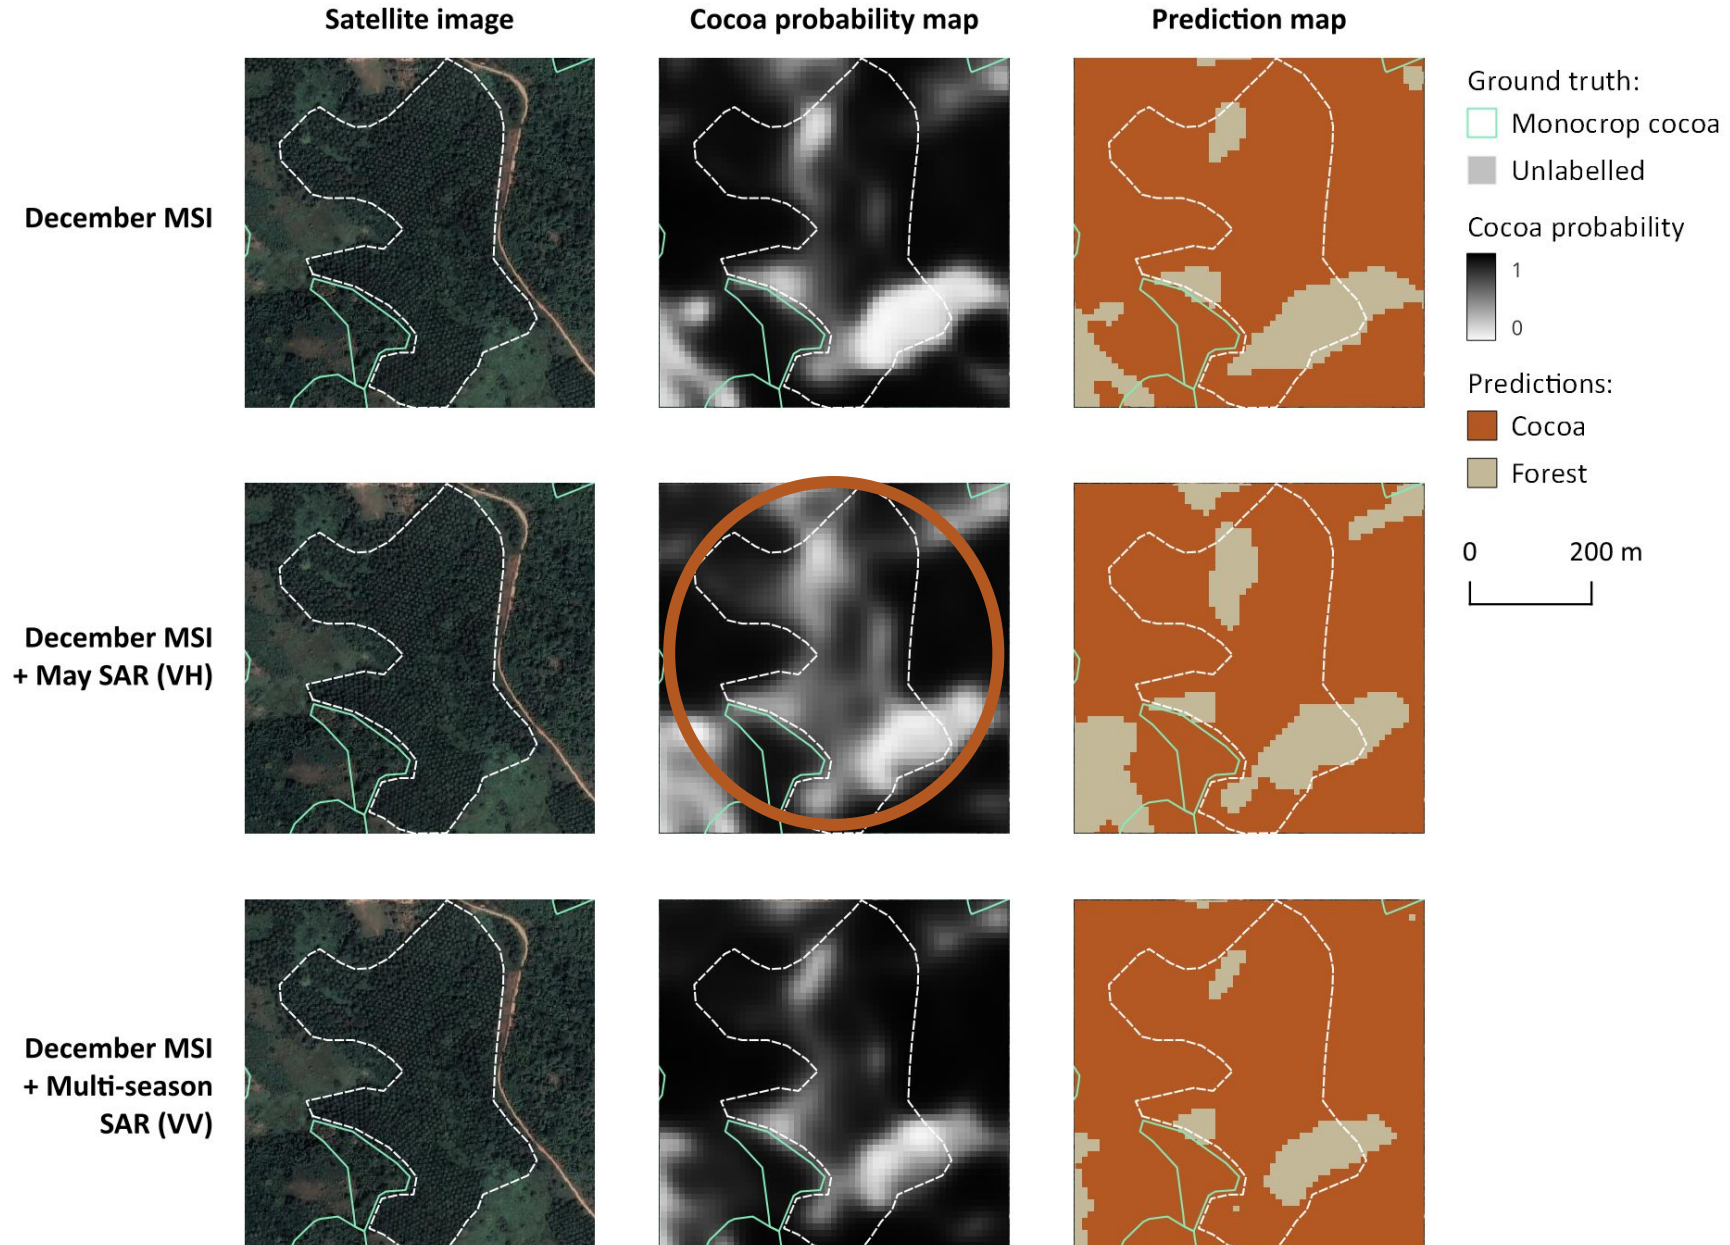 Satellite image
Cocoa probability map
Prediction map
December MSI
December MSI
+ May SAR (VH)
December MSI
+ Multi-season
SAR (VV)
Ground truth:
Monocrop cocoa
Unlabelled
Cocoa probability
1
0
Predictions:
Cocoa
Forest
0
200 m